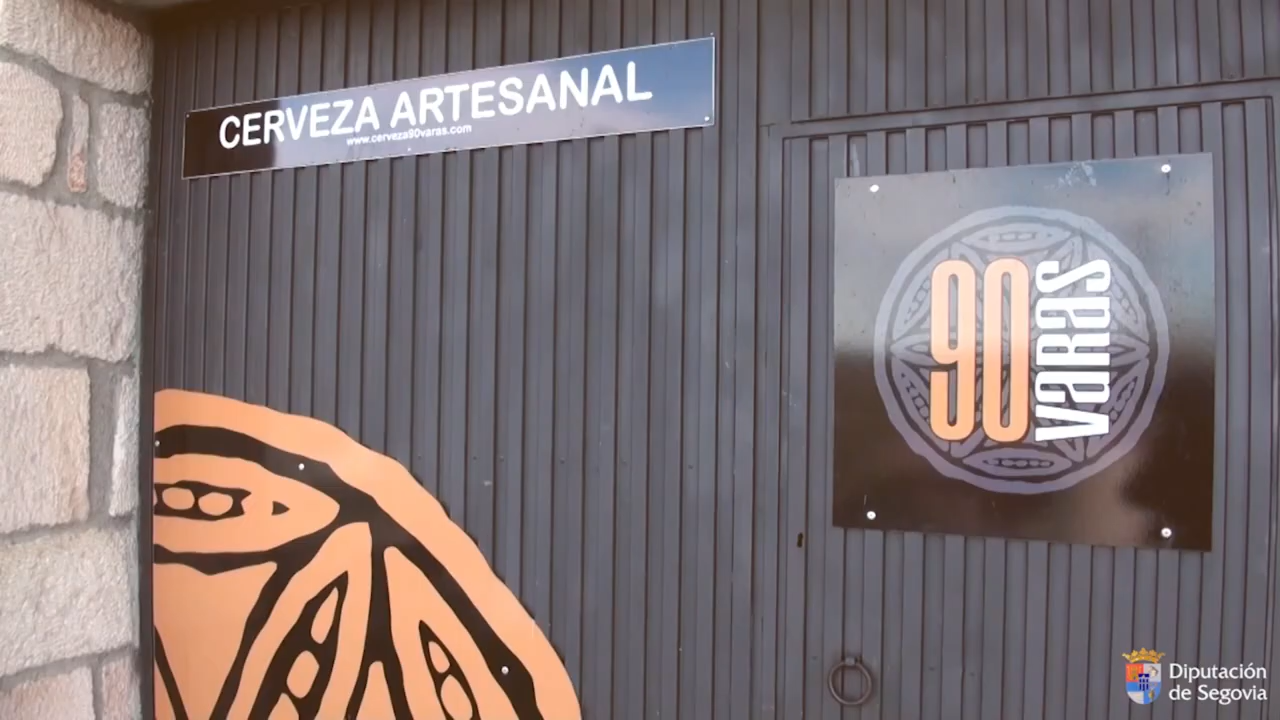 CERVEZA ARTESANAL
www.cerveza90varas.com
90
varas
Diputación
de Segovia